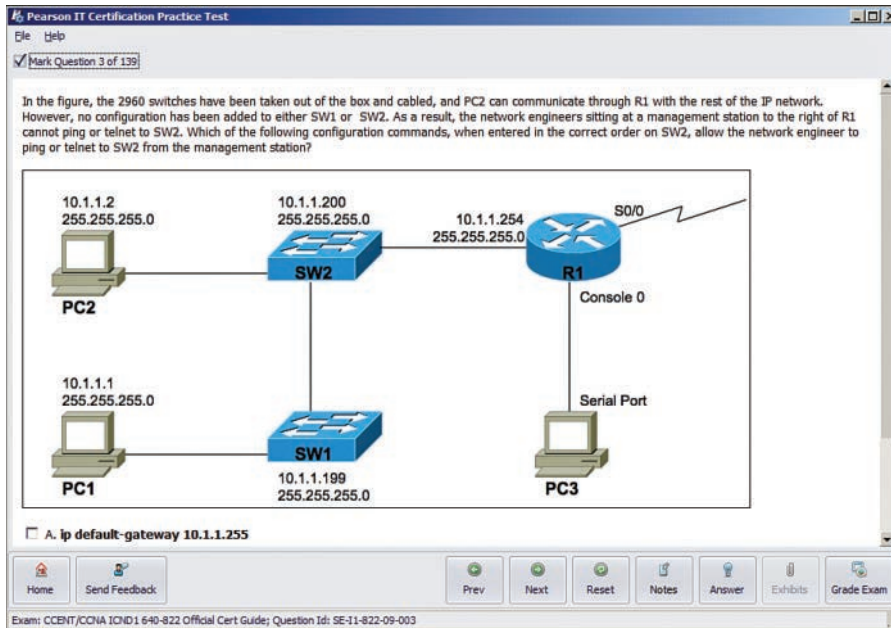 Pearson IT Certification Practice Test
File Help
Mark Question 3 of 139
In the figure, the 2960 switches have been taken out of the box and cabled, and PC2 can communicate through R1 with the rest of the IP network.
However, no configuration has been added to either SW1 or SW2. As a result, the network engineers sitting at a management station to the right of R1
cannot ping or telnet to SW2. Which of the following configuration commands, when entered in the correct order on SW2, allow the network engineer to
ping or telnet to SW2 from the management station?
10.1.1.2
255.255.255.0
PC2
10.1.1.200
255.255.255.0
SW2
10.1.1.254
255.255.255.0
S0/0
R1
Console 0
10.1.1.1
255.255.255.0
PC1
SW1
10.1.1.199
255.255.255.0
Serial Port
PC3
A. ip default-gateway 10.1.1.255
Home
Send Feedback
Prev
Next
Reset
Notes
Answer
Exhibits
Grade Exam
Exam: CCENT/CCNA ICND1 640-822 Official Cert Guide; Question Id: SE-I1-822-09-003